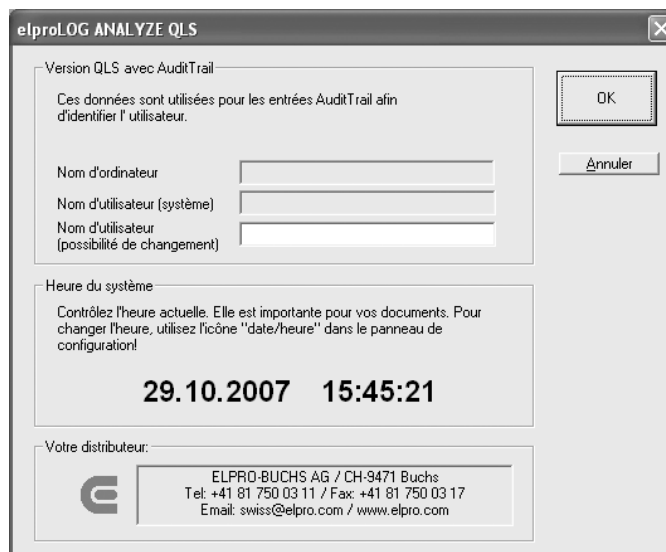 elproLOG ANALYZE QLS
Version QLS avec AuditTrail
Ces données sont utilisées pour les entrées AuditTrail afin
d'identifier l' utilisateur.
OK
Annuler
Nom d'ordinateur
Nom d'utilisateur (système)
Nom d'utilisateur
(possibilité de changement)
Heure du système
Contrôlez l'heure actuelle. Elle est importante pour vos documents. Pour
changer l'heure, utilisez l'icône "date/heure" dans le panneau de
configuration!
29.10.2007 15:45:21
Votre distributeur:
ELPRO-BUCHS AG / CH-9471 Buchs
Tel: +41 81 750 03 11 / Fax: +41 81 750 03 17
Email: swiss@elpro.com / www.elpro.com